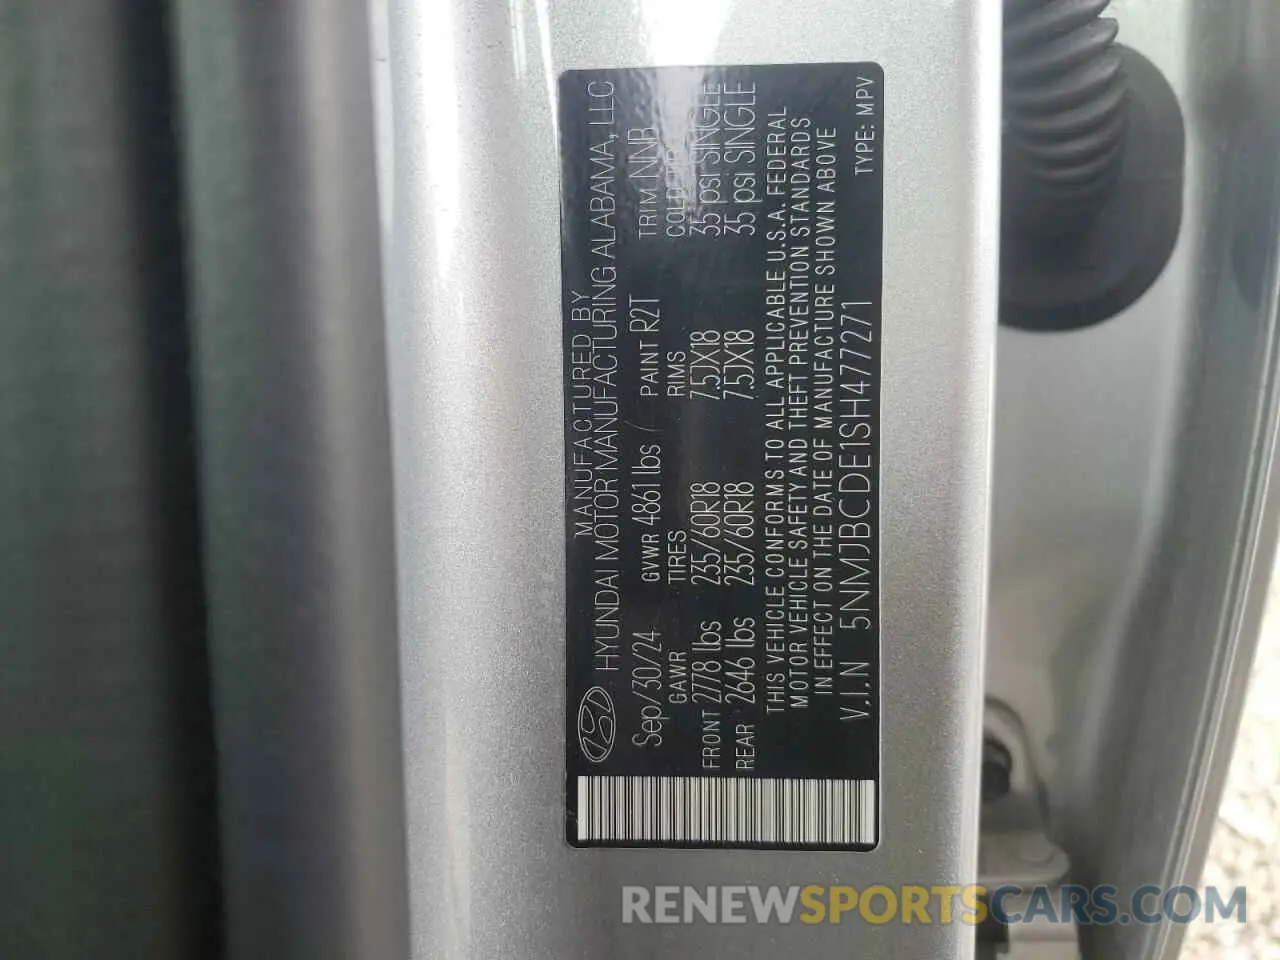 MANUFACTURED BY
HYUNDAI MOTOR MANUFACTURING ALABAMA, LLC
Sep/30/24 GVWR 4861 lbs PAINT R2T TRIM NNB
GAWR TIRES RIMS COLD
FRONT 2778 lbs 235/60R18 7.5JX18 35 psi SINGLE
REAR 2646 lbs 235/60R18 7.5JX18 35 psi SINGLE
THIS VEHICLE CONFORMS TO ALL APPLICABLE U.S.A. FEDERAL
MOTOR VEHICLE SAFETY AND THEFT PREVENTION STANDARDS
IN EFFECT ON THE DATE OF MANUFACTURE SHOWN ABOVE
V.I.N 5NMJBCDE1SH477271 TYPE: MPV
RENEWSPORTSCARS.COM